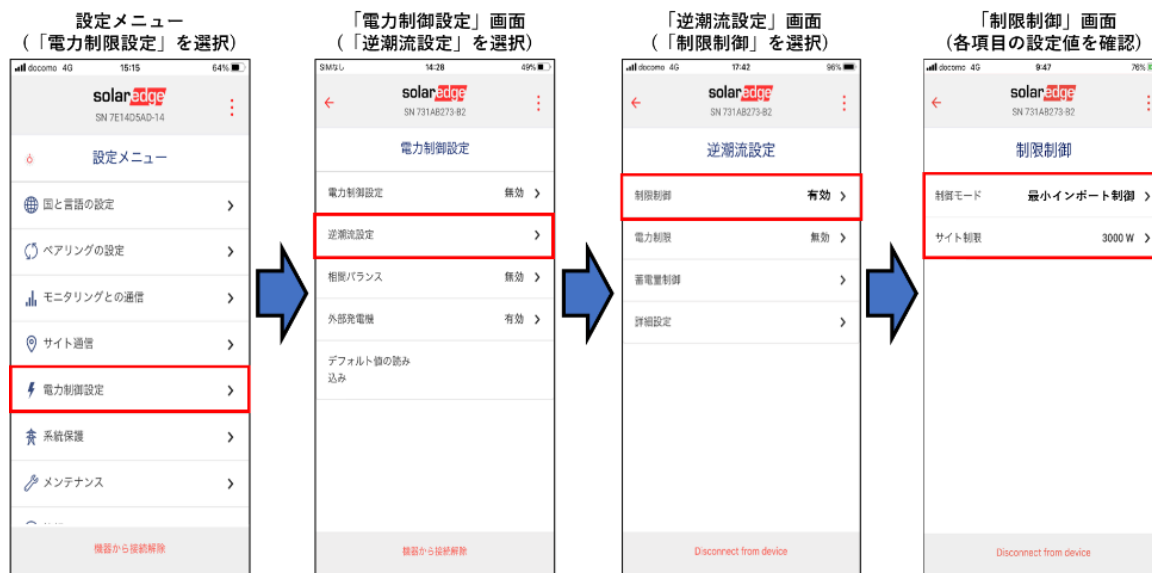 設定メニュー
(「電力制限設定」を選択)
docomo 4G 15:15 64%
solaredge
SN 7E14D5AD-14
設定メニュー
国と言語の設定
ペアリングの設定
モニタリングとの通信
サイト通信
電力制御設定
系統保護
メンテナンス
機器から接続解除
「電力制御設定」画面
(「逆潮流設定」を選択)
SIMなし 14:28 49%
solaredge
SN 731AB273-B2
電力制御設定
電力制御設定 無効
逆潮流設定
相間バランス 無効
外部発電機 有効
デフォルト値の読み
込み
機器から接続解除
「逆潮流設定」画面
(「制限制御」を選択)
docomo 4G 17:42 96%
solaredge
SN 731AB273-B2
逆潮流設定
制限制御 有効
電力制限 無効
蓄電量制御
詳細設定
Disconnect from device
「制限制御」画面
(各項目の設定値を確認)
docomo 4G 9:47 76%
solaredge
SN 731AB273-B2
制限制御
制御モード 最小インポート制御
サイト制限 3000 W
Disconnect from device